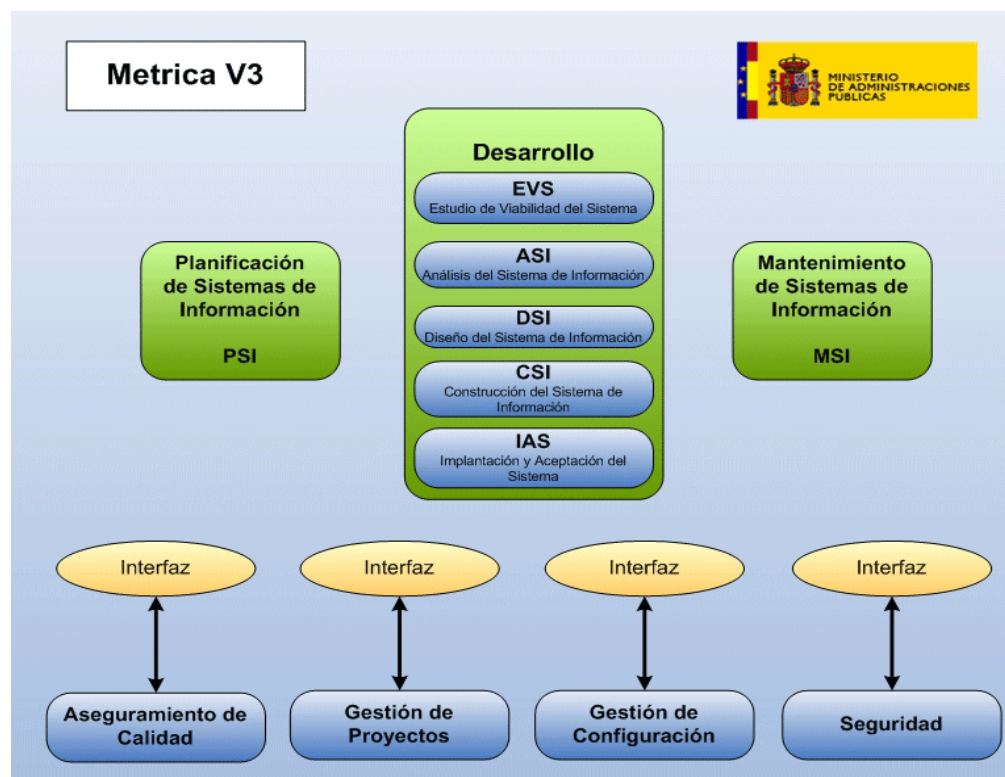 Metrica V3
MINISTERIO
DE ADMINISTRACIONES
PÚBLICAS
Desarrollo
EVS
Estudio de Viabilidad del Sistema
ASI
Análisis del Sistema de Información
DSI
Diseño del Sistema de Información
CSI
Construcción del Sistema de
Información
IAS
Implantación y Aceptación del
Sistema
Planificación
de Sistemas de
Información
PSI
Mantenimiento
de Sistemas de
Información
MSI
Interfaz
Interfaz
Interfaz
Interfaz
Aseguramiento de
Calidad
Gestión de
Proyectos
Gestión de
Configuración
Seguridad